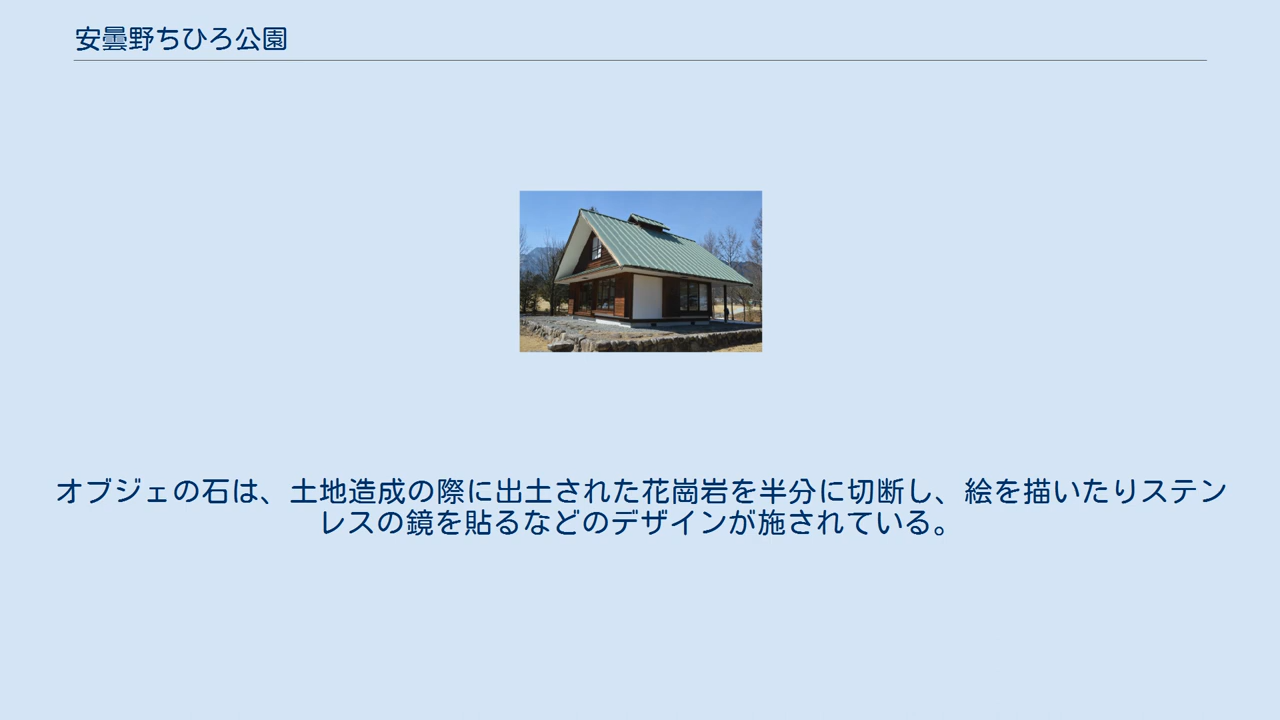 安曇野ちひろ公園
オブジェの石は、土地造成の際に出土された花崗岩を半分に切断し、絵を描いたりステン
レスの鏡を貼るなどのデザインが施されている。